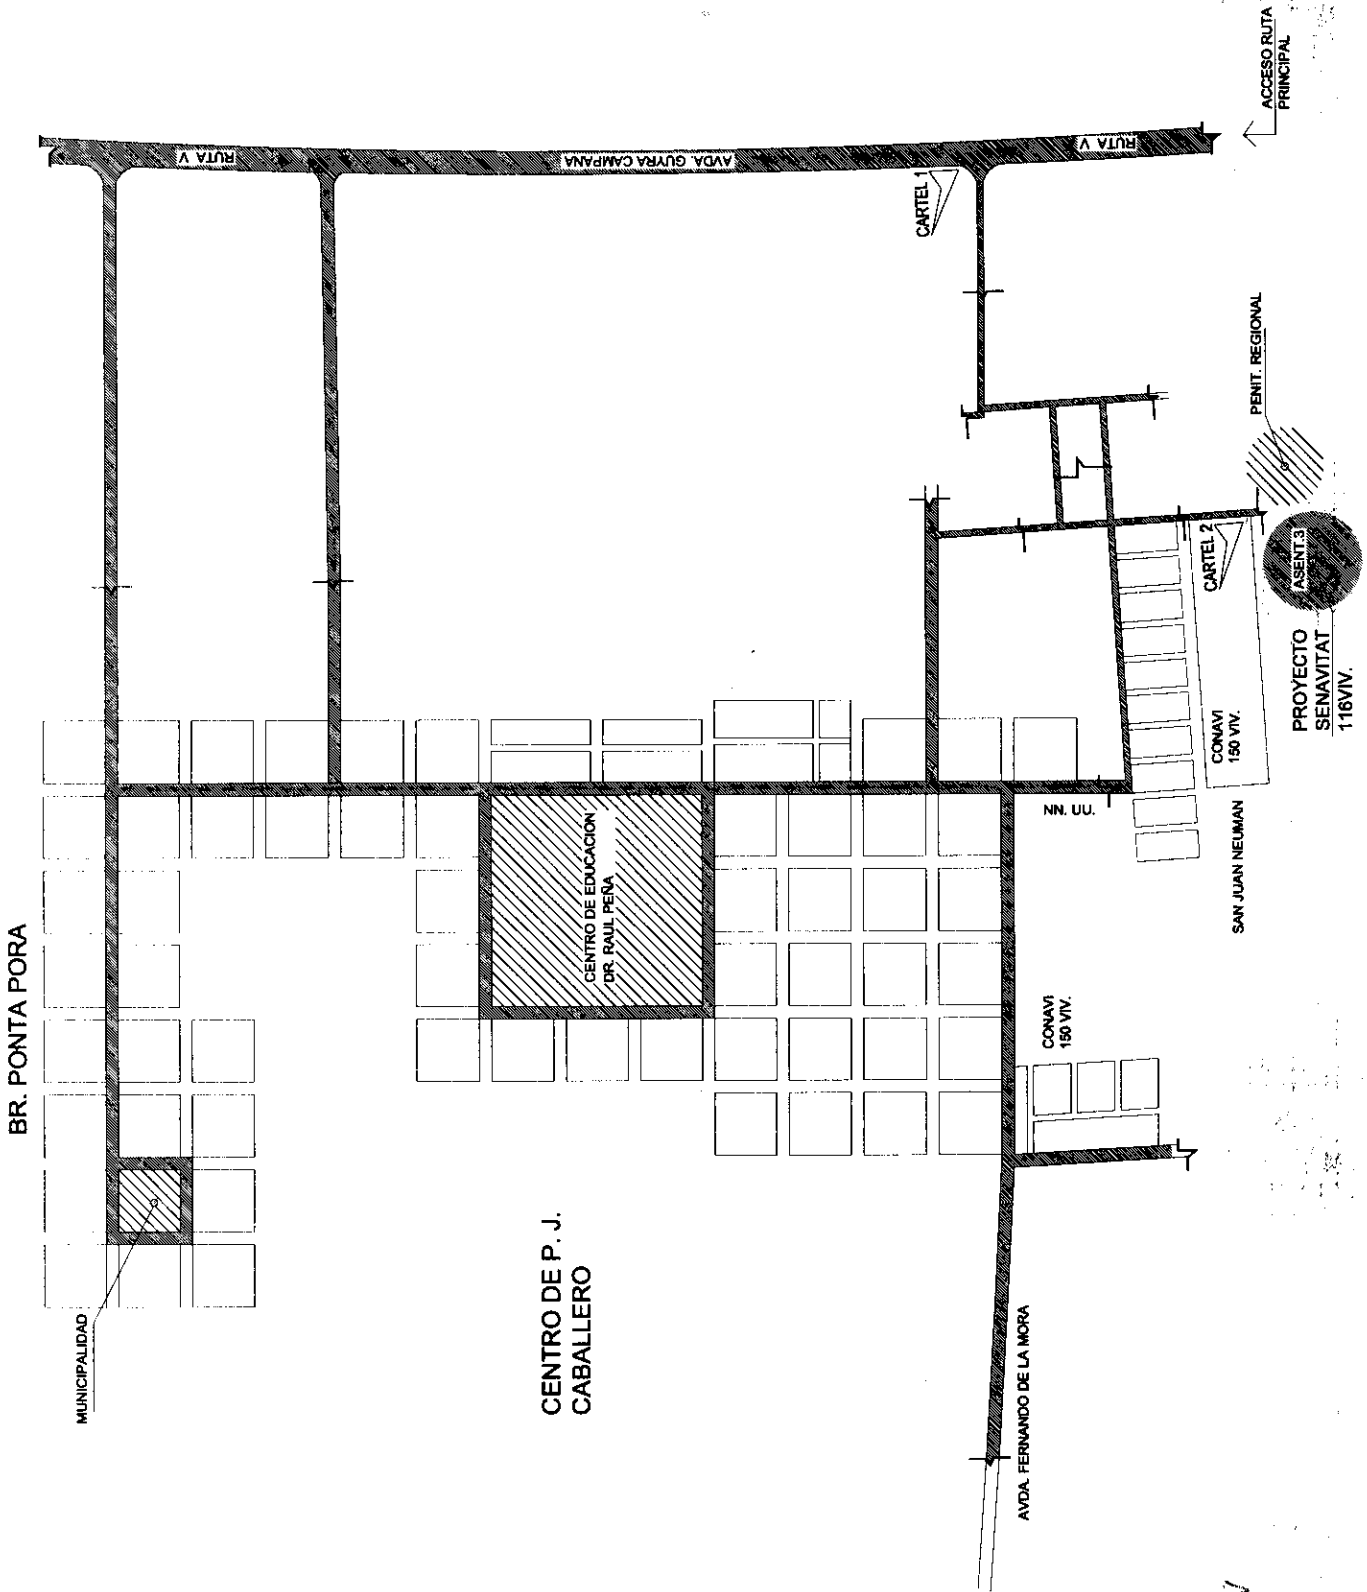 BR. PONTA PORA
MUNICIPALIDAD
CENTRO DE P. J.
CABALLERO
CENTRO DE EDUCACION
DR. RAUL PEÑA
RUTA V
AVDA. GUYRA CAMPANA
RUTA V
ACCESO RUTA
PRINCIPAL
CARTEL 1
PENIT. REGIONAL
CARTEL 2
ASENT.3
PROYECTO
SENAVITAT
116VIV.
CONAVI
150 VIV.
SAN JUAN NEUMAN
NN. UU.
CONAVI
150 VIV.
AVDA. FERNANDO DE LA MORA